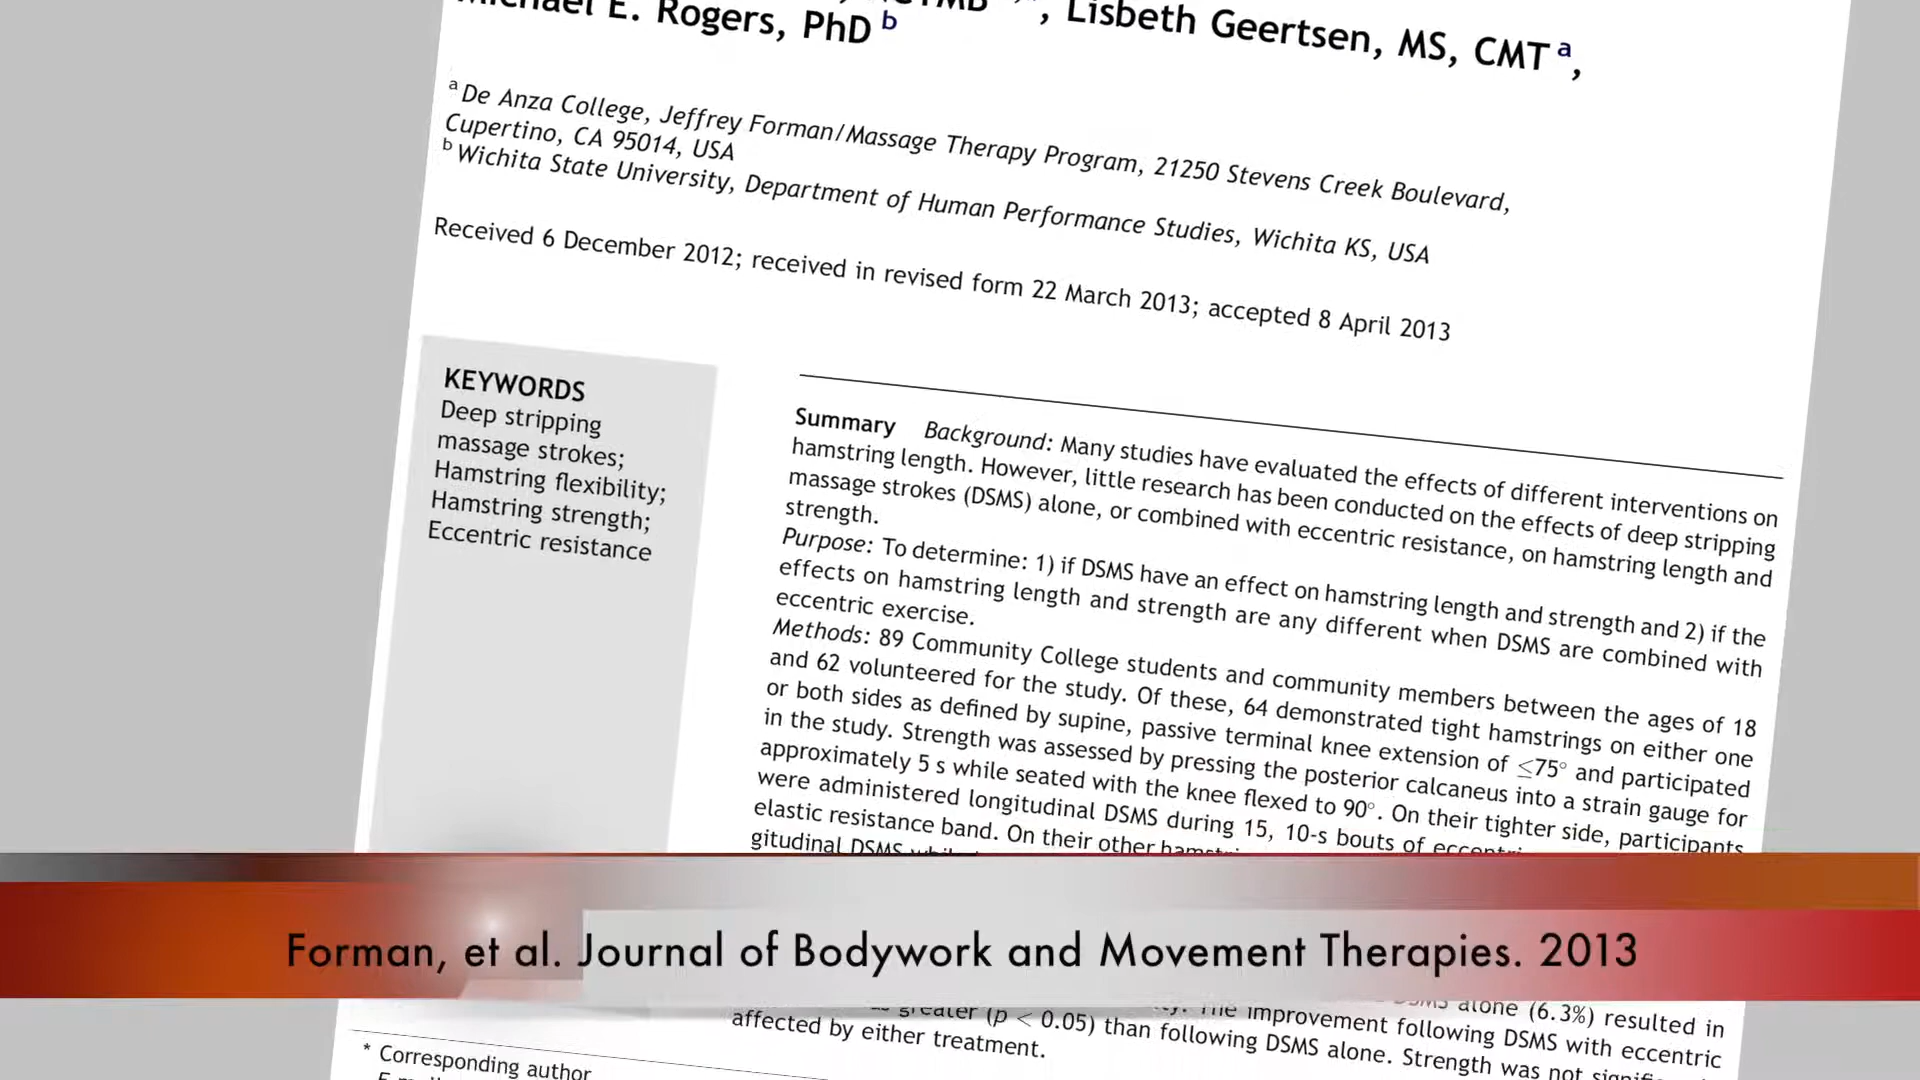 Michael E. Rogers, PhD b
, Lisbeth Geertsen, MS, CMT a,
a De Anza College, Jeffrey Forman/Massage Therapy Program, 21250 Stevens Creek Boulevard,
Cupertino, CA 95014, USA
b Wichita State University, Department of Human Performance Studies, Wichita KS, USA
Received 6 December 2012; received in revised form 22 March 2013; accepted 8 April 2013
KEYWORDS
Deep stripping
massage strokes;
Hamstring flexibility;
Hamstring strength;
Eccentric resistance
Summary Background: Many studies have evaluated the effects of different interventions on
hamstring length. However, little research has been conducted on the effects of deep stripping
massage strokes (DSMS) alone, or combined with eccentric resistance, on hamstring length and
strength.
Purpose: To determine: 1) if DSMS have an effect on hamstring length and strength and 2) if the
effects on hamstring length and strength are any different when DSMS are combined with
eccentric exercise.
Methods: 89 Community College students and community members between the ages of 18
and 62 volunteered for the study. Of these, 64 demonstrated tight hamstrings on either one
or both sides as defined by supine, passive terminal knee extension of ≤75° and participated
in the study. Strength was assessed by pressing the posterior calcaneus into a strain gauge for
approximately 5 s while seated with the knee flexed to 90°. On their tighter side, participants
were administered longitudinal DSMS during 15, 10-s bouts of eccentric
elastic resistance band. On their other
gitudinal DSMS
Forman, et al. Journal of Bodywork and Movement Therapies. 2013
DSMS alone (6.3%) resulted in
greater (p < 0.05) than following DSMS alone. The improvement following DSMS with eccentric
affected by either treatment. Strength was not
* Corresponding author